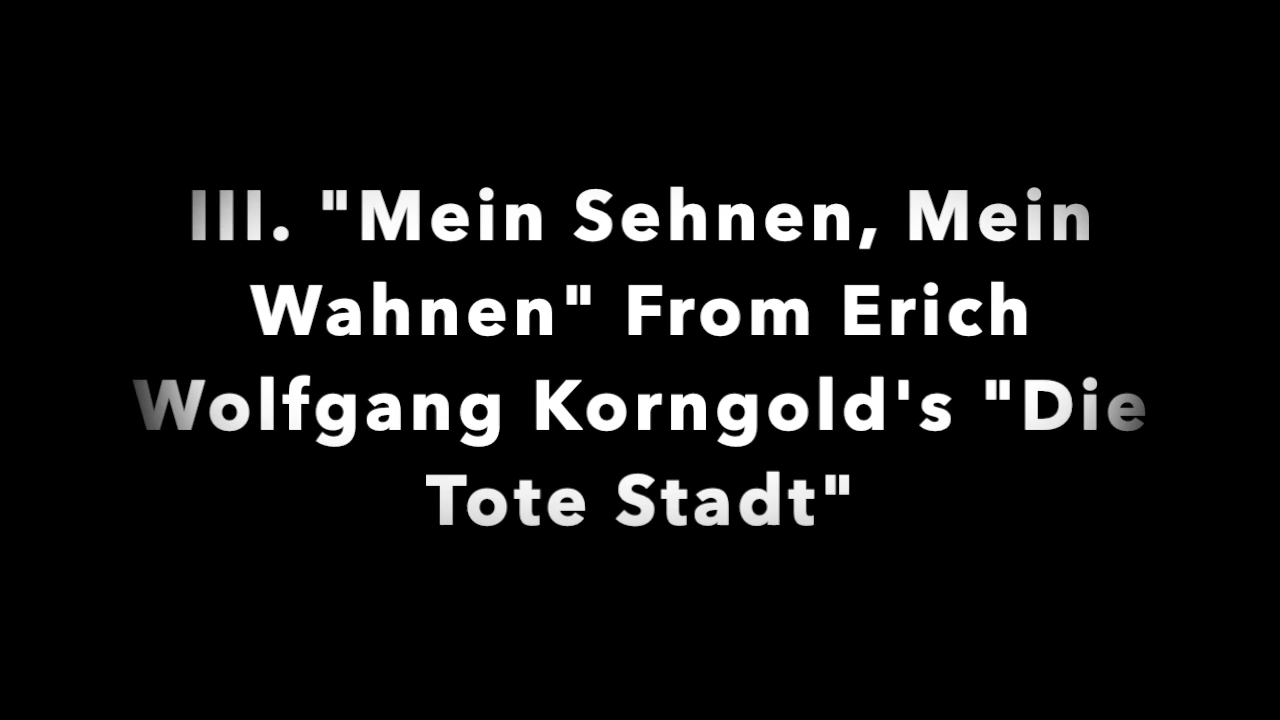 III. "Mein Sehnen, Mein
Wahnen" From Erich
Wolfgang Korngold's "Die
Tote Stadt"